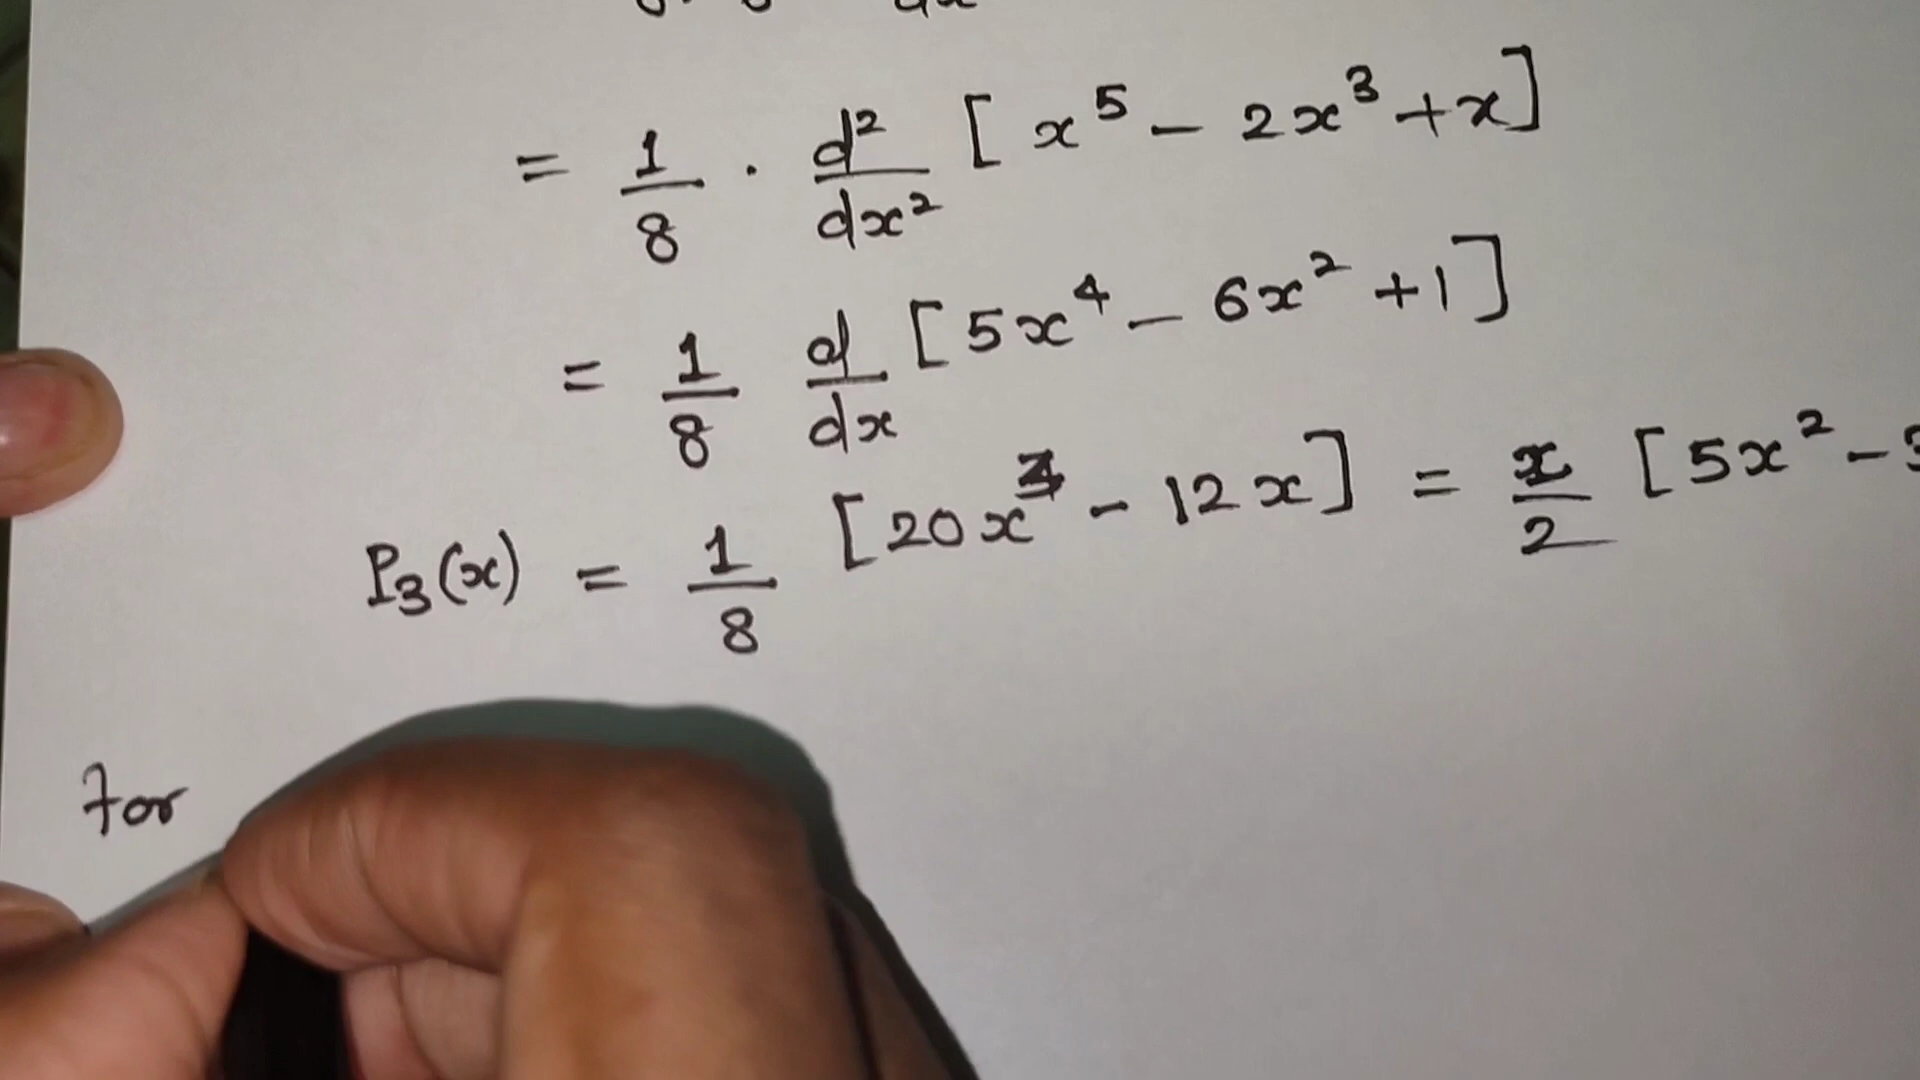 = 1/8 · d²/dx² [x⁵ - 2x³ + x]
= 1/8 d/dx [5x⁴ - 6x² + 1]
P₃(x) = 1/8 [20x³ - 12x] = x/2 [5x² - 3
For